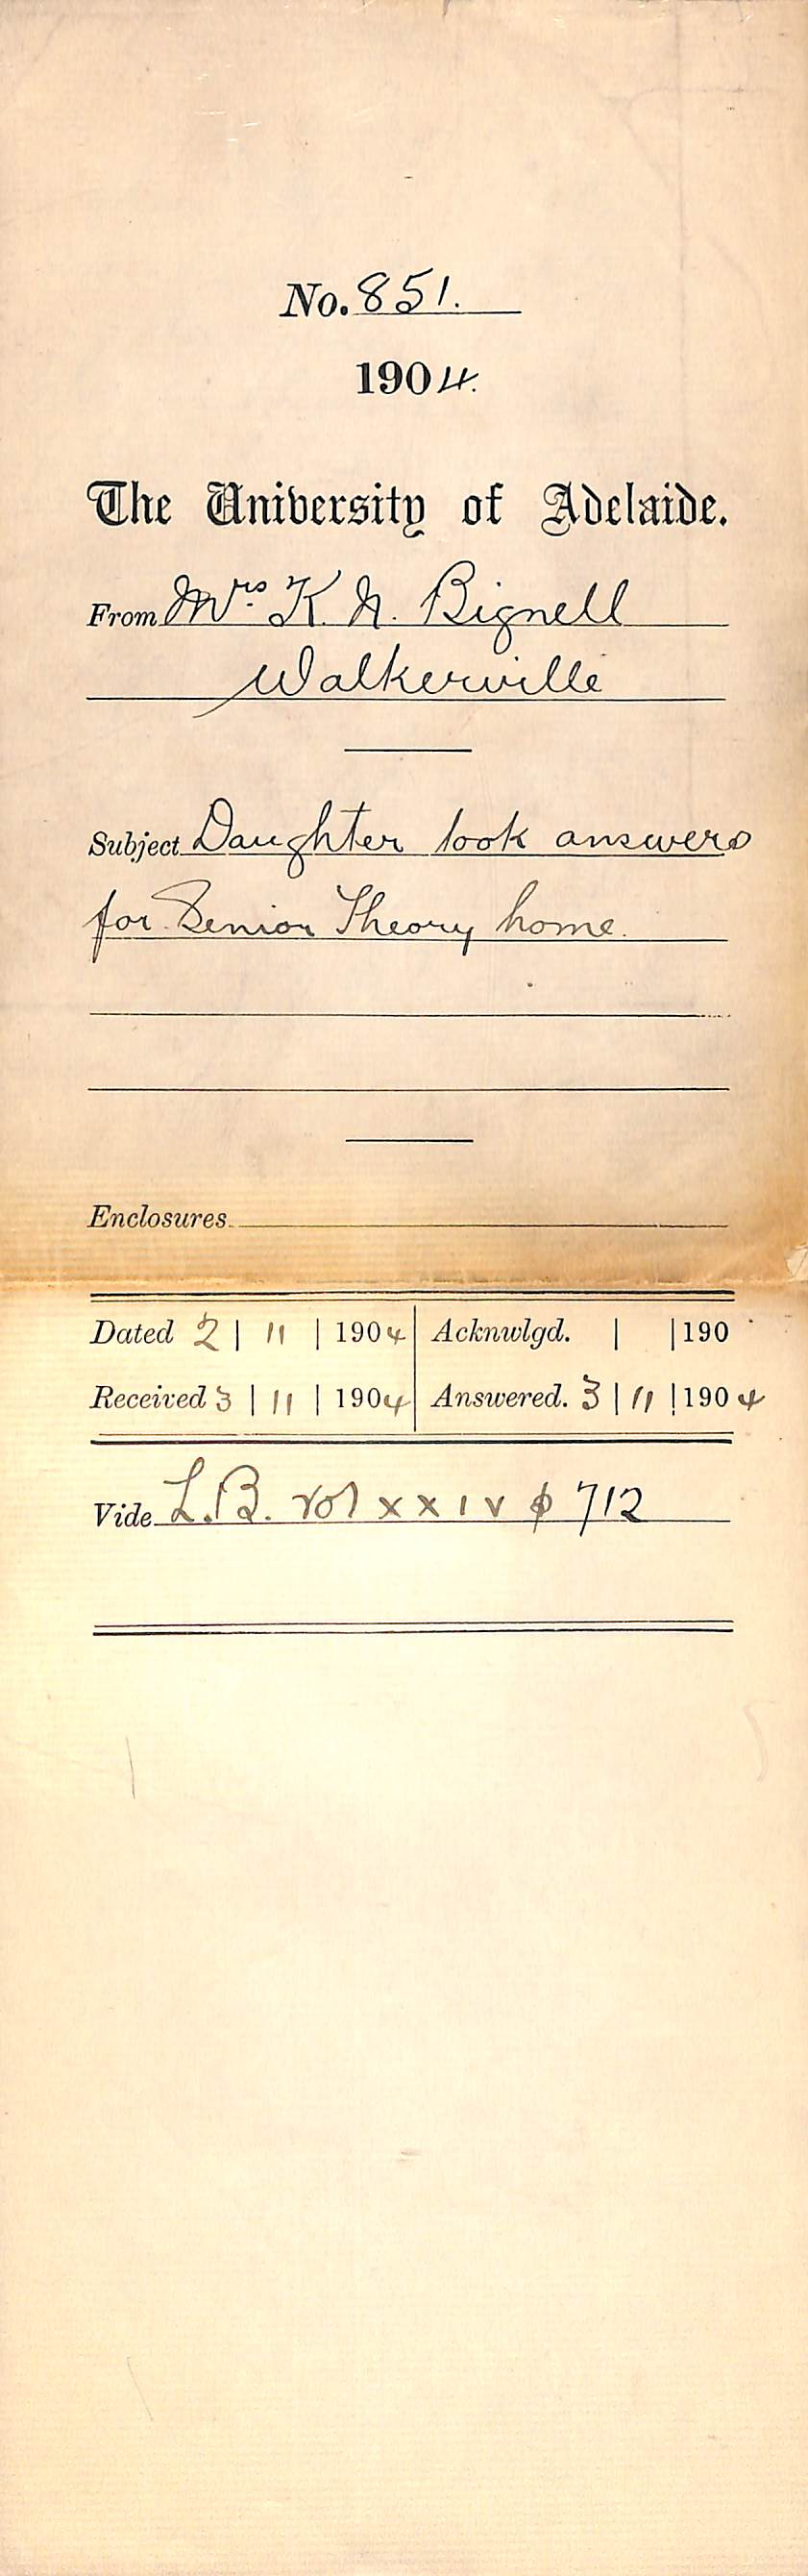 No. 851.
1904.
The University of Adelaide.
From Mrs. K. N. Bignell
Walkerville
Subject Daughter took answers
for Senior Theory home.
Enclosures
Dated 2 | 11 | 1904 Acknwlgd. | | 190
Received 3 | 11 | 1904 Answered. 3 | 11 | 1904
Vide L.B. vol xxiv p 712